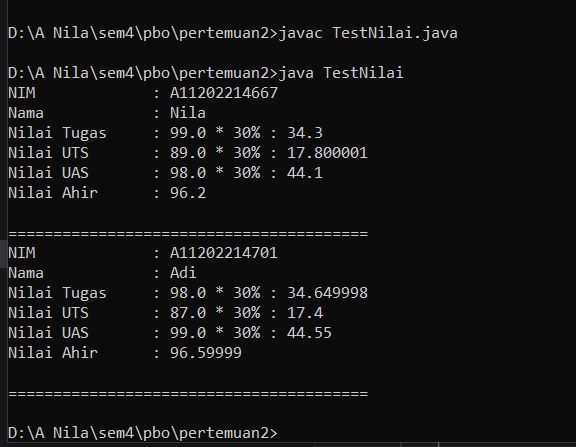 D:\A Nila\sem4\pbo\pertemuan2>javac TestNilai.java
D:\A Nila\sem4\pbo\pertemuan2>java TestNilai
NIM : A11202214667
Nama : Nila
Nilai Tugas : 99.0 * 30% : 34.3
Nilai UTS : 89.0 * 30% : 17.800001
Nilai UAS : 98.0 * 30% : 44.1
Nilai Ahir : 96.2
========================================
NIM : A11202214701
Nama : Adi
Nilai Tugas : 98.0 * 30% : 34.649998
Nilai UTS : 87.0 * 30% : 17.4
Nilai UAS : 99.0 * 30% : 44.55
Nilai Ahir : 96.59999
========================================
D:\A Nila\sem4\pbo\pertemuan2>